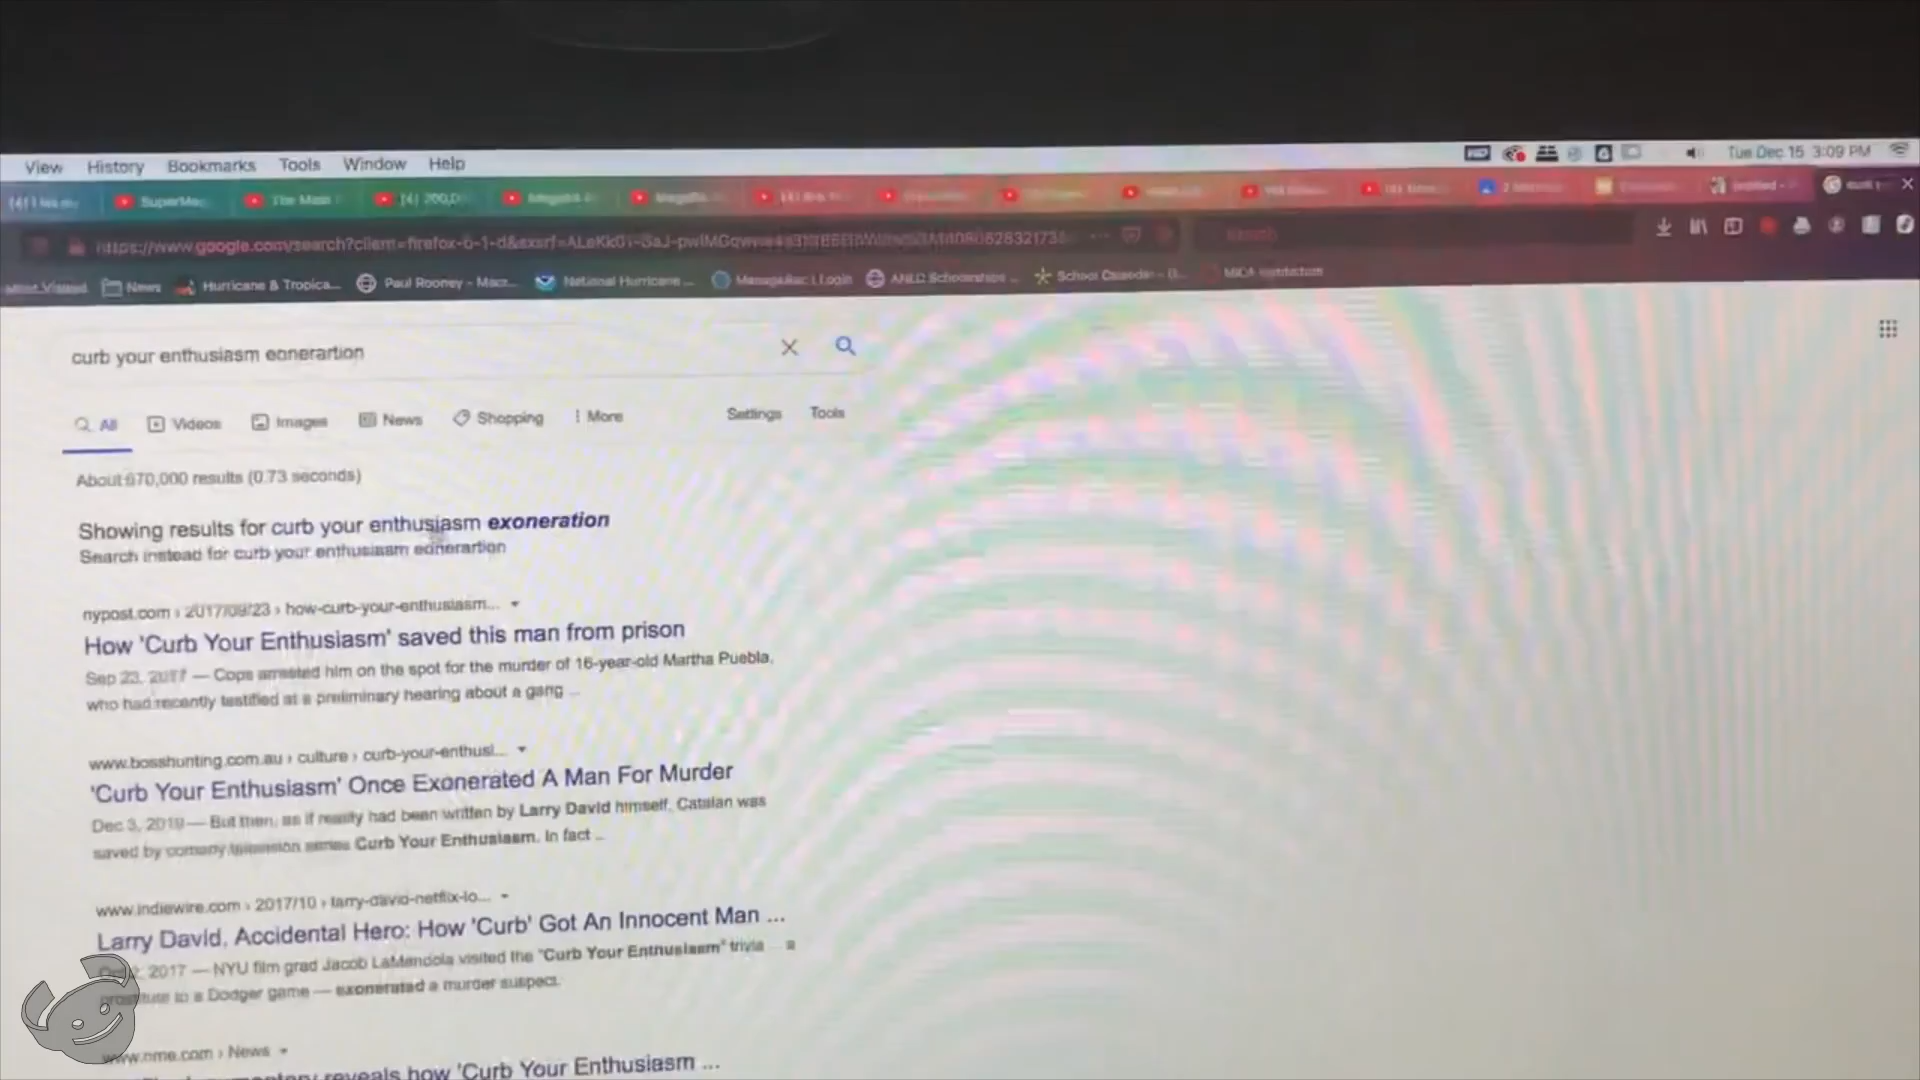 View History Bookmarks Tools Window Help Tue Dec 15 3:09 PM
SuperMec The Main
News Hurricane & Tropica... Paul Rooney - Macr... National Hurricane ... Login ANLC Scholarships ...
curb your enthusiasm eonerartion
All Videos Images News Shopping More Settings Tools
About 670,000 results (0.73 seconds)
Showing results for curb your enthusiasm exoneration
Search instead for curb your enthusiasm eonerartion
nypost.com › 2017/09/23 › how-curb-your-enthusiasm...
How 'Curb Your Enthusiasm' saved this man from prison
Sep 23, 2017 — Cops arrested him on the spot for the murder of 16-year-old Martha Puebla,
who had recently testified at a preliminary hearing about a gang ...
www.bosshunting.com.au › culture › curb-your-enthusi...
'Curb Your Enthusiasm' Once Exonerated A Man For Murder
Dec 3, 2019 — But then, as if reality had been written by Larry David himself, Catalan was
saved by comedy television series Curb Your Enthusiasm. In fact ...
www.indiewire.com › 2017/10 › larry-david-netflix-lo...
Larry David, Accidental Hero: How 'Curb' Got An Innocent Man ...
2017 — NYU film grad Jacob LaMendola visited the "Curb Your Enthusiasm" trivia ... a
prostitute to a Dodger game — exonerated a murder suspect.
www.nme.com › News
reveals how 'Curb Your Enthusiasm ...